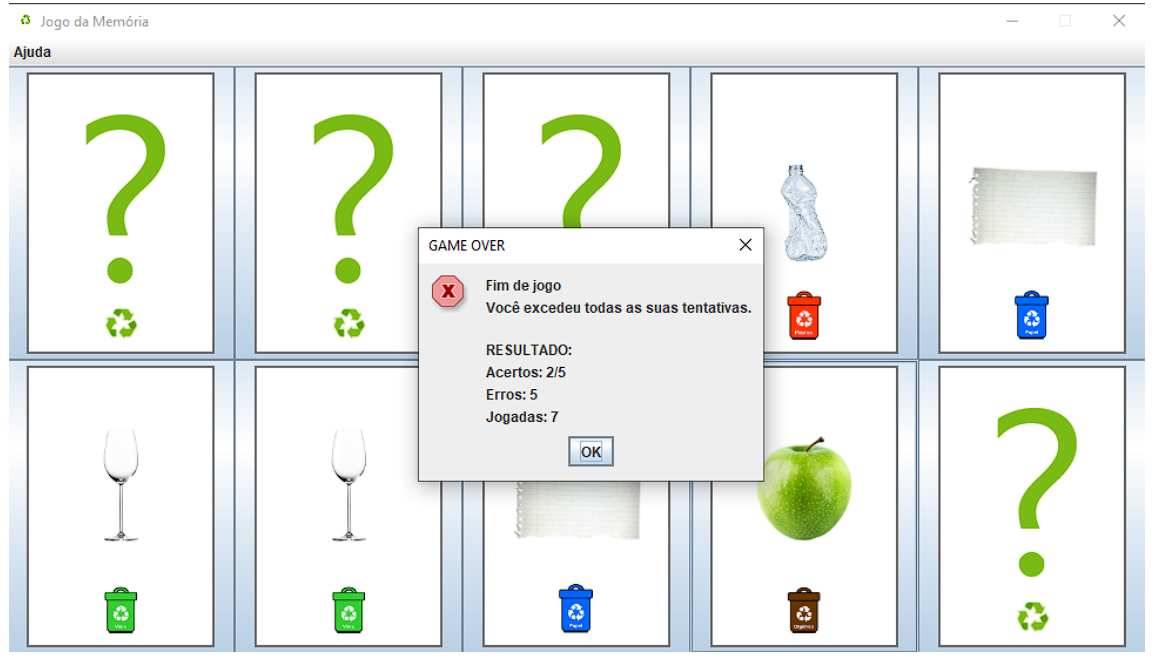 Jogo da Memória
Ajuda
GAME OVER
Fim de jogo
Você excedeu todas as suas tentativas.
RESULTADO:
Acertos: 2/5
Erros: 5
Jogadas: 7
OK
?
?
?
Plástico
Papel
Vidro
Vidro
Papel
Orgânico
?